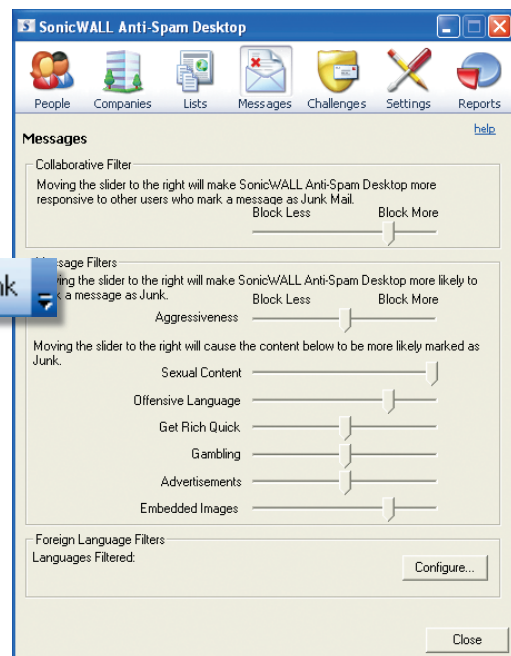 SonicWALL Anti-Spam Desktop
People Companies Lists Messages Challenges Settings Reports
help
Messages
Collaborative Filter
Moving the slider to the right will make SonicWALL Anti-Spam Desktop more
responsive to other users who mark a message as Junk Mail.
Block Less Block More
Filters
the slider to the right will make SonicWALL Anti-Spam Desktop more likely to
a message as Junk.
Block Less Block More
Aggressiveness
Moving the slider to the right will cause the content below to be more likely marked as
Junk.
Sexual Content
Offensive Language
Get Rich Quick
Gambling
Advertisements
Embedded Images
Foreign Language Filters
Languages Filtered:
Configure...
Close